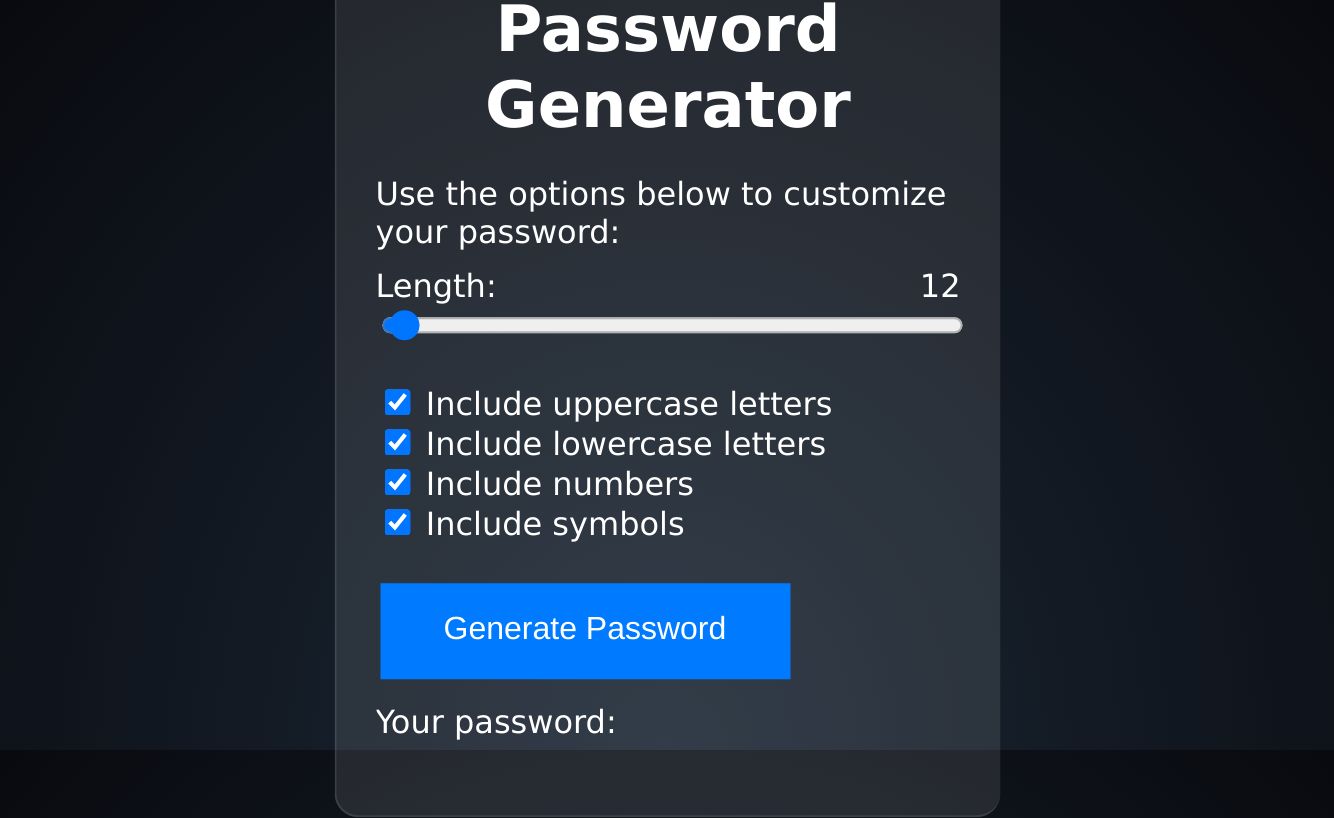 Password
Generator
Use the options below to customize
your password:
Length: 12
Include uppercase letters
Include lowercase letters
Include numbers
Include symbols
Generate Password
Your password: